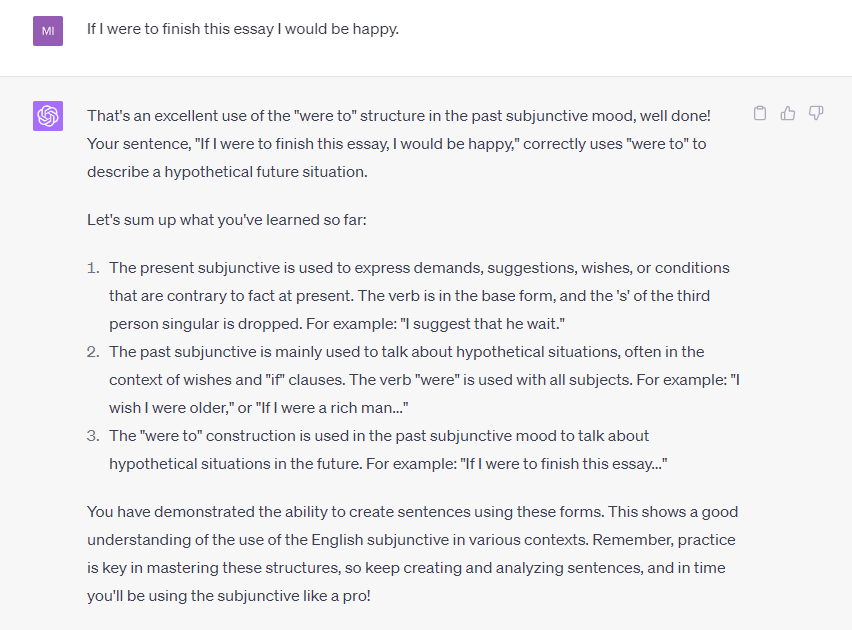 MI
If I were to finish this essay I would be happy.
That's an excellent use of the "were to" structure in the past subjunctive mood, well done!
Your sentence, "If I were to finish this essay, I would be happy," correctly uses "were to" to
describe a hypothetical future situation.
Let's sum up what you've learned so far:
1. The present subjunctive is used to express demands, suggestions, wishes, or conditions
that are contrary to fact at present. The verb is in the base form, and the 's' of the third
person singular is dropped. For example: "I suggest that he wait."
2. The past subjunctive is mainly used to talk about hypothetical situations, often in the
context of wishes and "if" clauses. The verb "were" is used with all subjects. For example: "I
wish I were older," or "If I were a rich man..."
3. The "were to" construction is used in the past subjunctive mood to talk about
hypothetical situations in the future. For example: "If I were to finish this essay..."
You have demonstrated the ability to create sentences using these forms. This shows a good
understanding of the use of the English subjunctive in various contexts. Remember, practice
is key in mastering these structures, so keep creating and analyzing sentences, and in time
you'll be using the subjunctive like a pro!